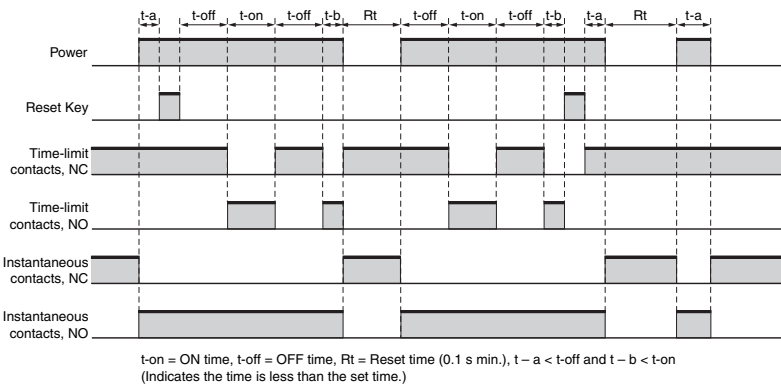 t-a t-off t-on t-off t-b Rt t-off t-on t-off t-b t-a Rt t-a
Power
Reset Key
Time-limit
contacts, NC
Time-limit
contacts, NO
Instantaneous
contacts, NC
Instantaneous
contacts, NO
t-on = ON time, t-off = OFF time, Rt = Reset time (0.1 s min.), t – a < t-off and t – b < t-on
(Indicates the time is less than the set time.)